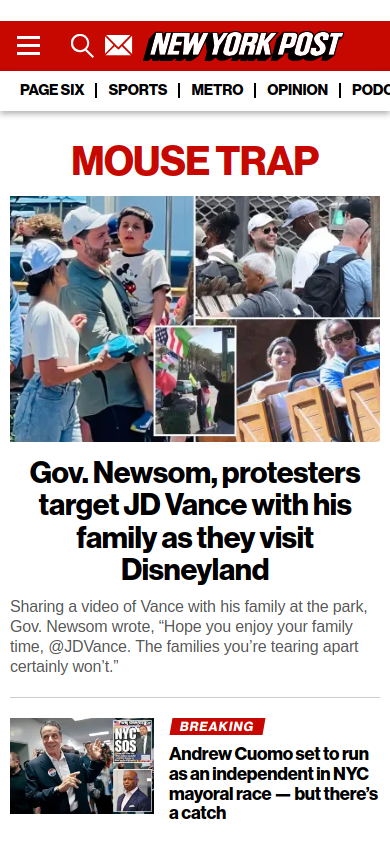 NEW YORK POST
PAGE SIX | SPORTS | METRO | OPINION | PODC
MOUSE TRAP
Gov. Newsom, protesters
target JD Vance with his
family as they visit
Disneyland
Sharing a video of Vance with his family at the park,
Gov. Newsom wrote, “Hope you enjoy your family
time, @JDVance. The families you’re tearing apart
certainly won’t.”
NYC
SOS
BREAKING
Andrew Cuomo set to run
as an independent in NYC
mayoral race — but there’s
a catch